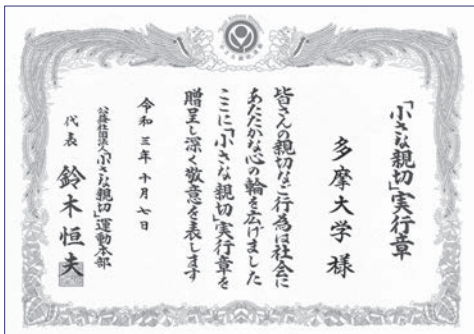 「小さな親切」実行章
多摩大学 様
皆さんの親切なご行為は社会に
あたたかな心の輪を広げました
ここに「小さな親切」実行章を
贈呈し深く敬意を表します
令和三年十月七日
公益社団法人「小さな親切」運動本部
代表 鈴木恒夫